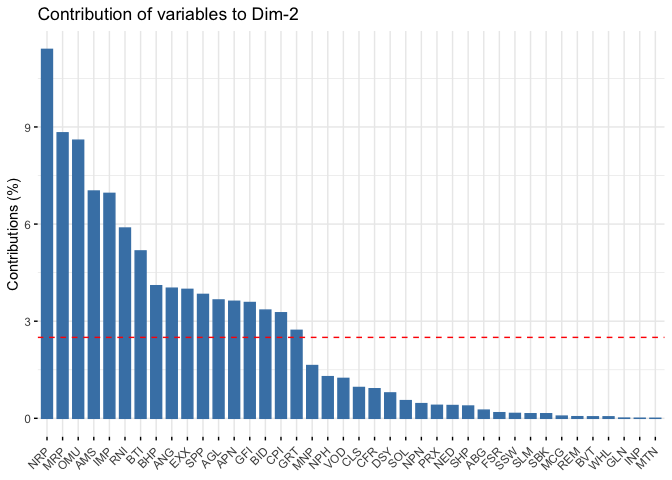 Contribution of variables to Dim-2
Contributions (%)
9
6
3
0
NRP MRP OMU AMS IMP RNI BTI BHP ANG EXX SPP AGL APN GFI BID CPI GRT MNP NPH VOD CLS CFR DSY SOL NPN PRX NED SHP ABG FSR SSW SLM SBK MCG REM BVT WHL GLN INP MTN